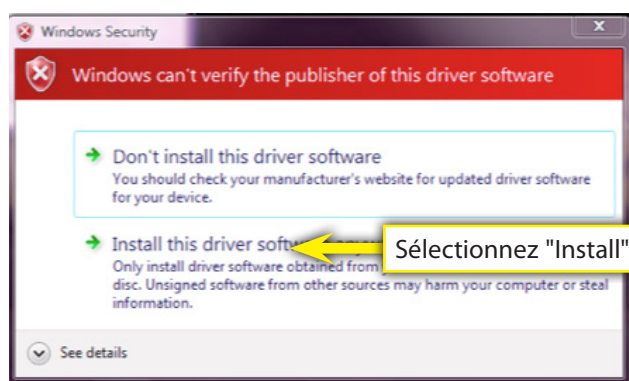 Windows Security
Windows can't verify the publisher of this driver software
Don't install this driver software
You should check your manufacturer's website for updated driver software
for your device.
Install this driver
Sélectionnez "Install"
Only install driver software obtained from
disc. Unsigned software from other sources may harm your computer or steal
information.
See details